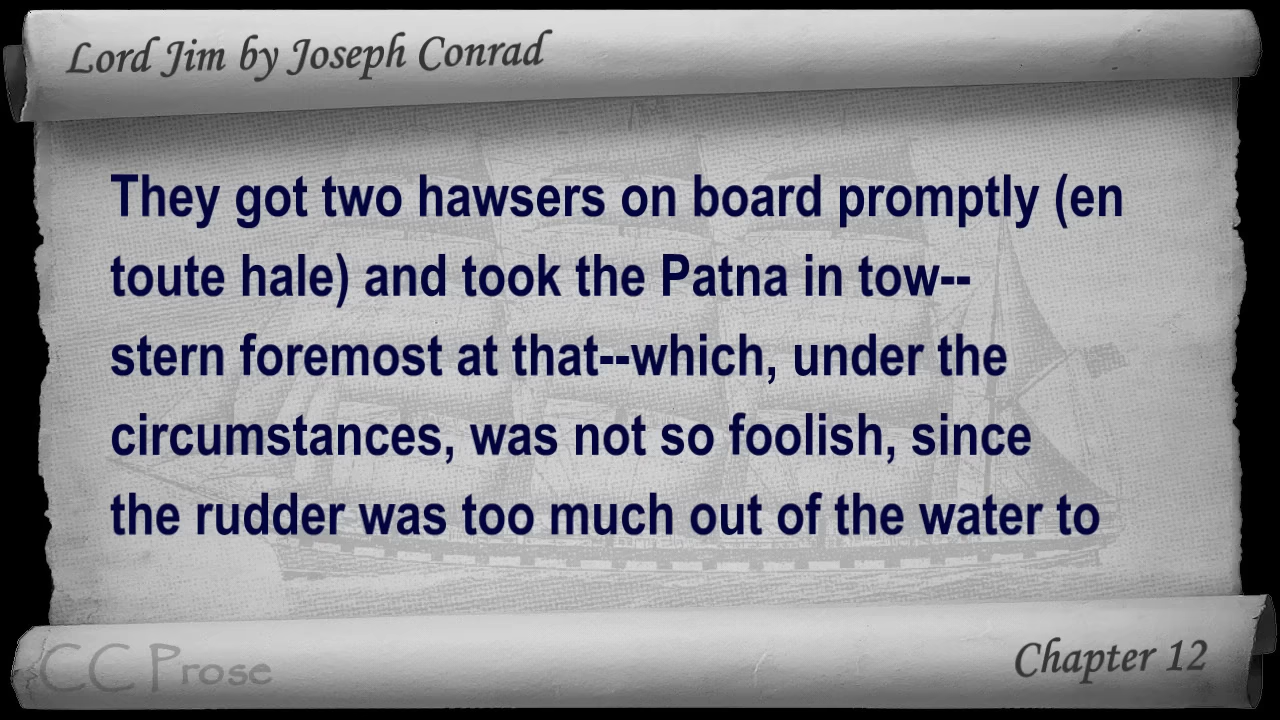 Lord Jim by Joseph Conrad
They got two hawsers on board promptly (en
toute hale) and took the Patna in tow--
stern foremost at that--which, under the
circumstances, was not so foolish, since
the rudder was too much out of the water to
CC Prose
Chapter 12